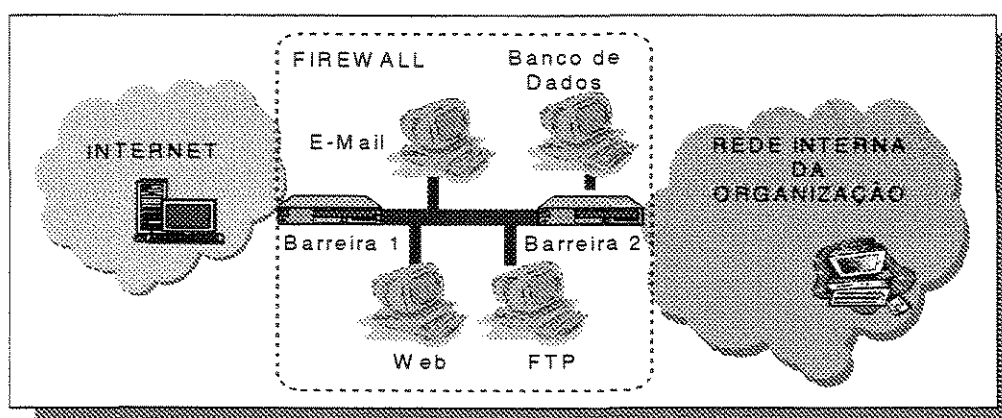 FIREWALL
Banco de
Dados
E-Mail
INTERNET
REDE INTERNA
DA
ORGANIZAÇÃO
Barreira 1
Barreira 2
Web
FTP